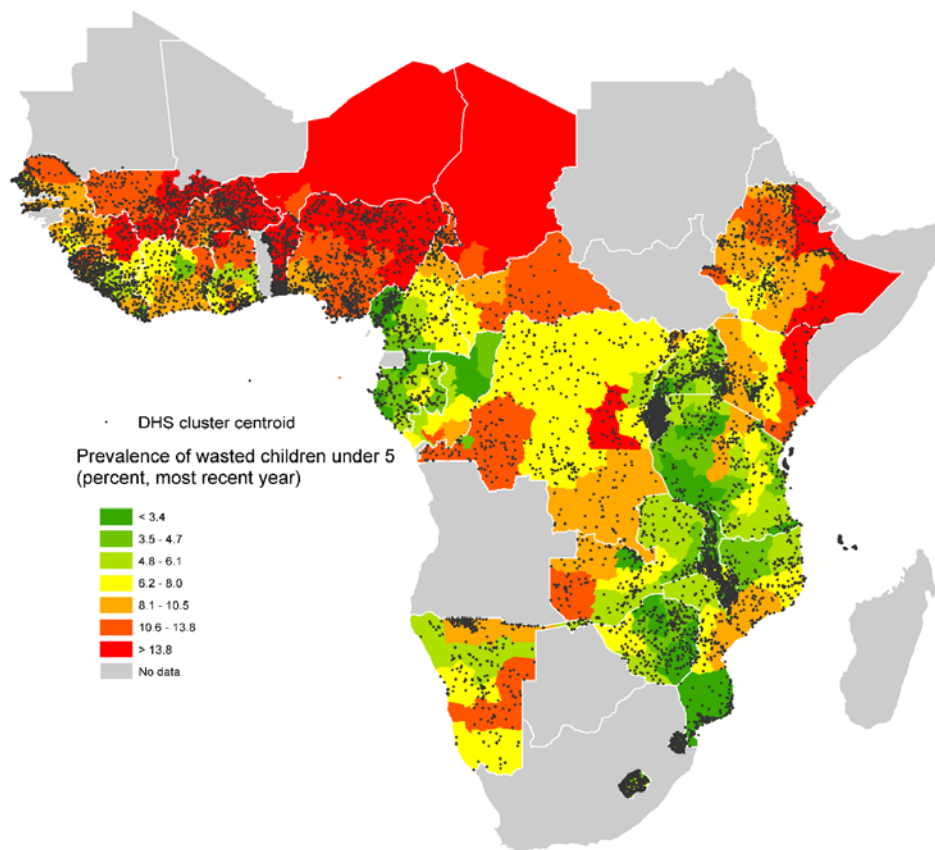 DHS cluster centroid
Prevalence of wasted children under 5
(percent, most recent year)
< 3.4
3.5 - 4.7
4.8 - 6.1
6.2 - 8.0
8.1 - 10.5
10.6 - 13.8
> 13.8
No data